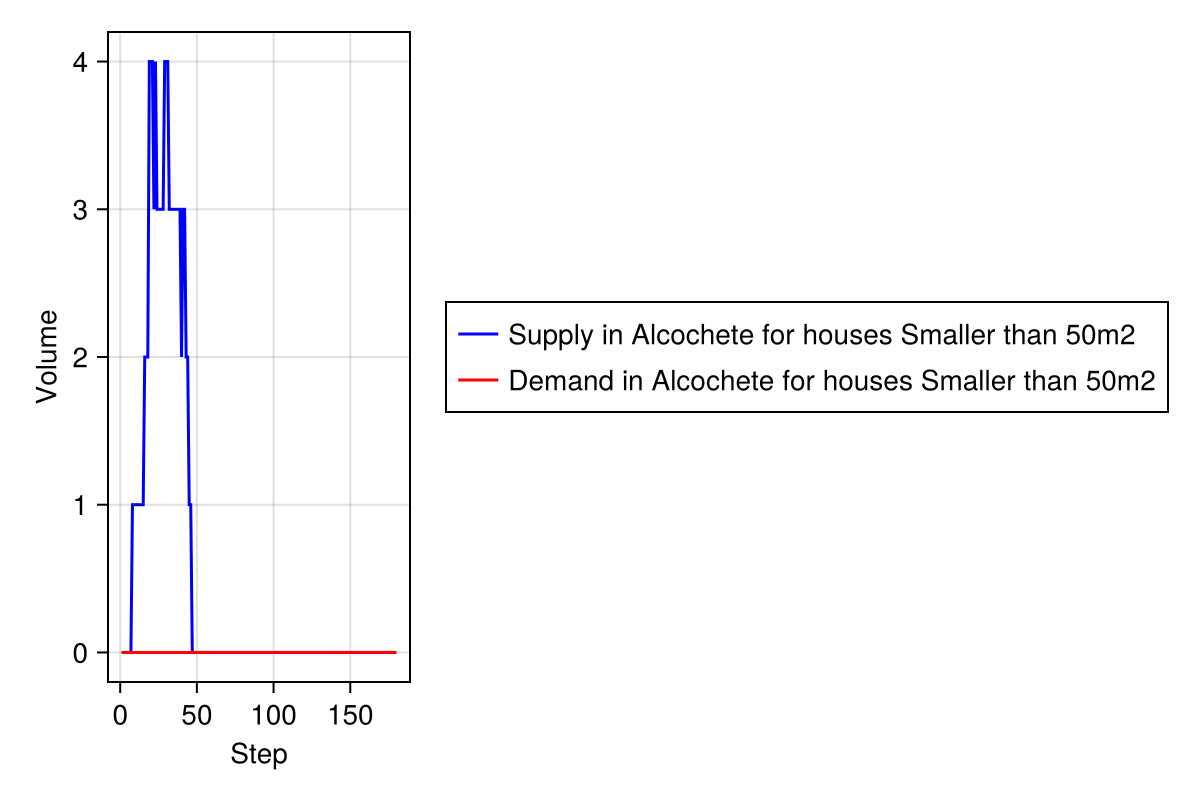 4
3
2
1
0
Volume
0 50 100 150
Step
Supply in Alcochete for houses Smaller than 50m2
Demand in Alcochete for houses Smaller than 50m2